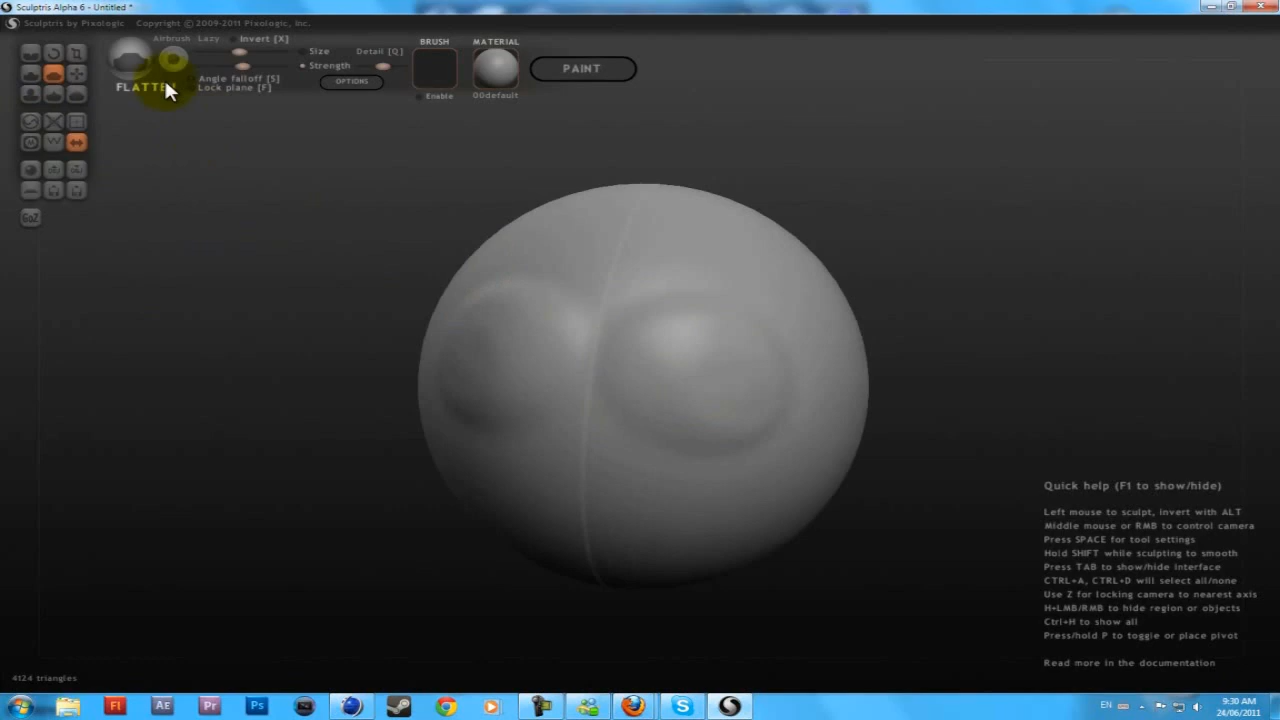 Sculptris Alpha 6 - Untitled *
Sculptris by Pixologic Copyright © 2009-2011 Pixologic, Inc.
Airbrush Lazy Invert [X]
Size Detail [Q]
Strength
Angle falloff [S]
Lock plane [F]
OPTIONS
FLATTEN
BRUSH
Enable
MATERIAL
00default
PAINT
GoZ
Quick help (F1 to show/hide)
Left mouse to sculpt, invert with ALT
Middle mouse or RMB to control camera
Press SPACE for tool settings
Hold SHIFT while sculpting to smooth
Press TAB to show/hide interface
CTRL+A, CTRL+D will select all/none
Use Z for locking camera to nearest axis
H+LMB/RMB to hide region or objects
Ctrl+H to show all
Press/hold P to toggle or place pivot
Read more in the documentation
4124 triangles
Fl
AE
Pr
Ps
EN
9:30 AM
24/06/2011